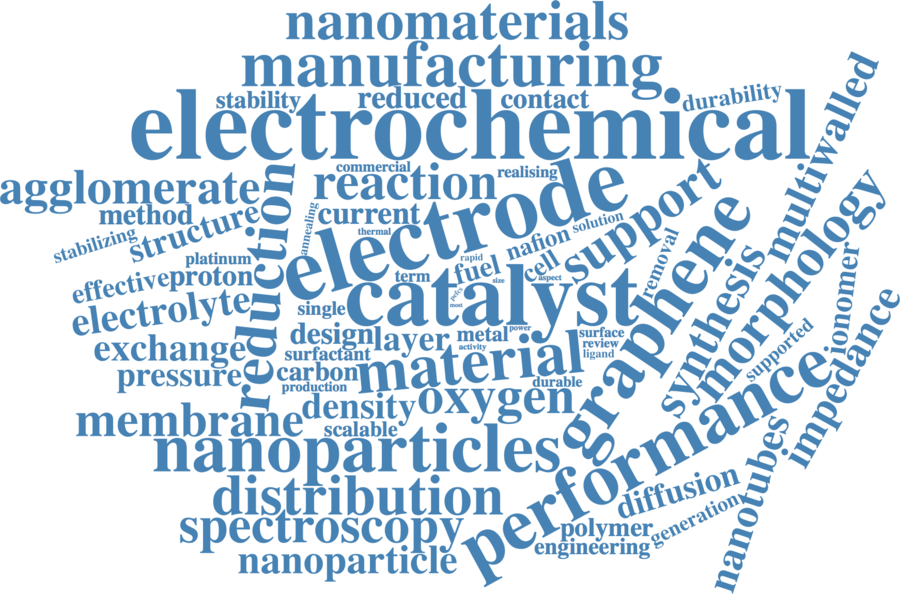 nanomaterials
manufacturing
stability
reduced
contact
durability
electrochemical
multiwalled
commercial
realising
agglomerate
reaction
electrode
support
method
structure
stabilizing
reduction
annealing
current
thermal
nafion
solution
graphene
morphology
platinum
effective
proton
term
fuel
rapid
cell
size
aspect
removal
synthesis
ionomer
electrolyte
single
catalyst
pefcs
most
impedance
exchange
design
layer
metal
power
activity
surface
review
ligand
supported
surfactant
material
pressure
carbon
production
durable
performance
membrane
density
oxygen
scalable
nanoparticles
nanotubes
distribution
diffusion
spectroscopy
polymer
generation
engineering
nanoparticle